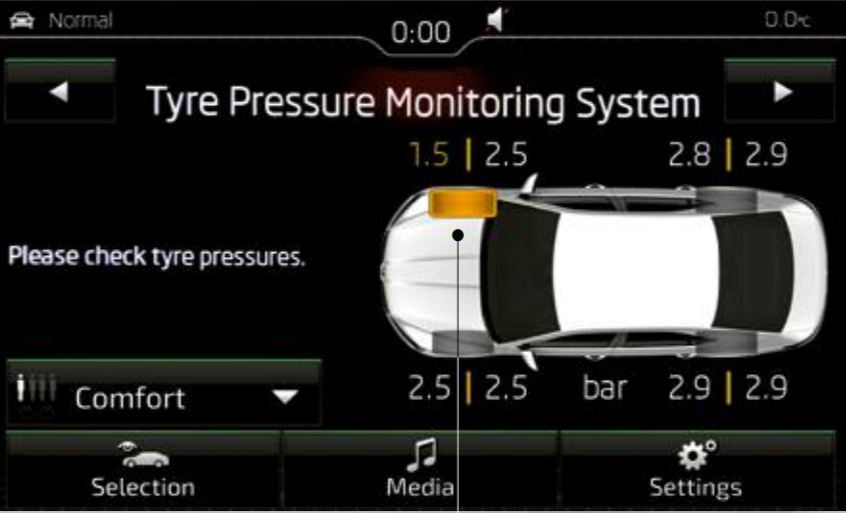 Normal
0:00
0.0°C
Tyre Pressure Monitoring System
1.5 | 2.5 2.8 | 2.9
Please check tyre pressures.
2.5 | 2.5 bar 2.9 | 2.9
Comfort
Selection Media Settings